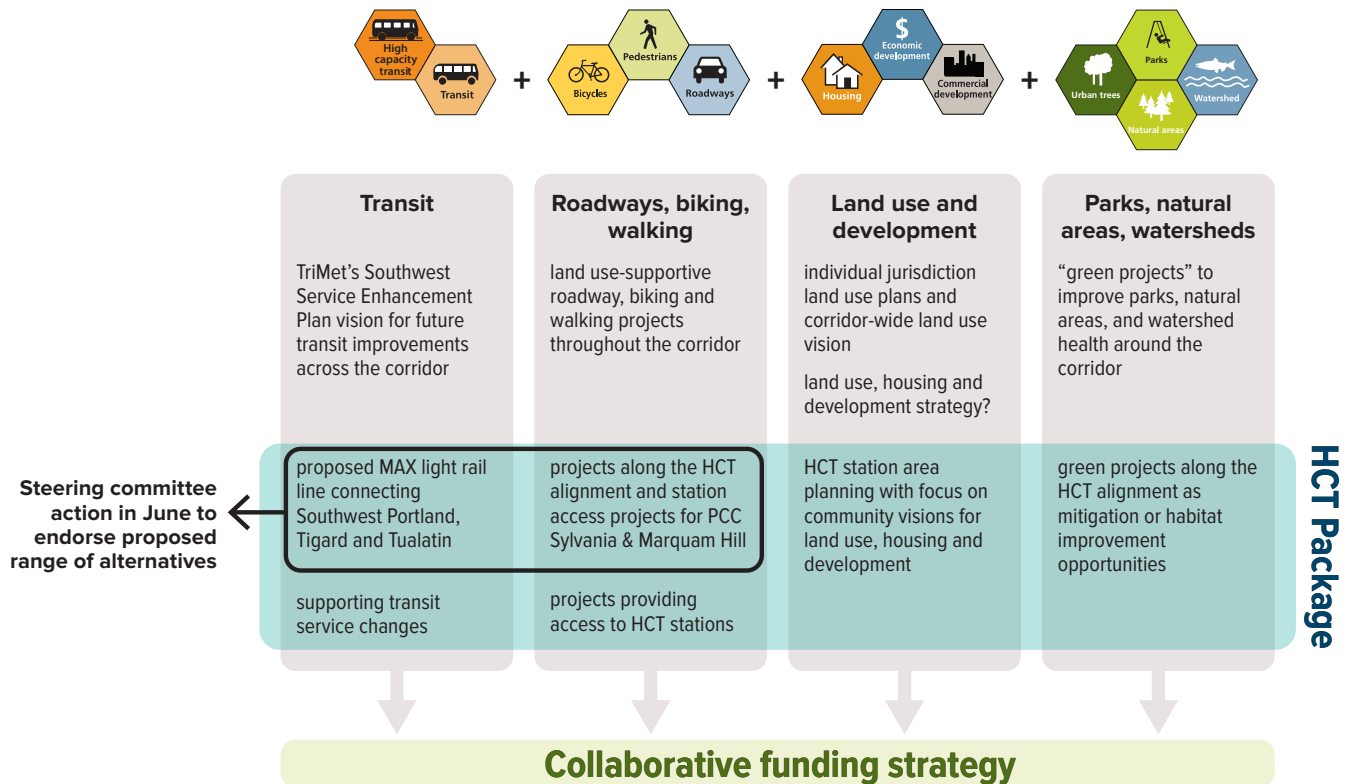 High
capacity
transit
Transit
+
Bicycles
Pedestrians
Roadways
+
Housing
$
Economic
development
Commercial
development
+
Urban trees
Parks
Natural areas
Watershed
Transit
TriMet’s Southwest
Service Enhancement
Plan vision for future
transit improvements
across the corridor
proposed MAX light rail
line connecting
Southwest Portland,
Tigard and Tualatin
supporting transit
service changes
Roadways, biking,
walking
land use-supportive
roadway, biking and
walking projects
throughout the corridor
projects along the HCT
alignment and station
access projects for PCC
Sylvania & Marquam Hill
projects providing
access to HCT stations
Land use and
development
individual jurisdiction
land use plans and
corridor-wide land use
vision
land use, housing and
development strategy?
HCT station area
planning with focus on
community visions for
land use, housing and
development
Parks, natural
areas, watersheds
“green projects” to
improve parks, natural
areas, and watershed
health around the
corridor
green projects along the
HCT alignment as
mitigation or habitat
improvement
opportunities
Steering committee
action in June to
endorse proposed
range of alternatives
HCT Package
Collaborative funding strategy